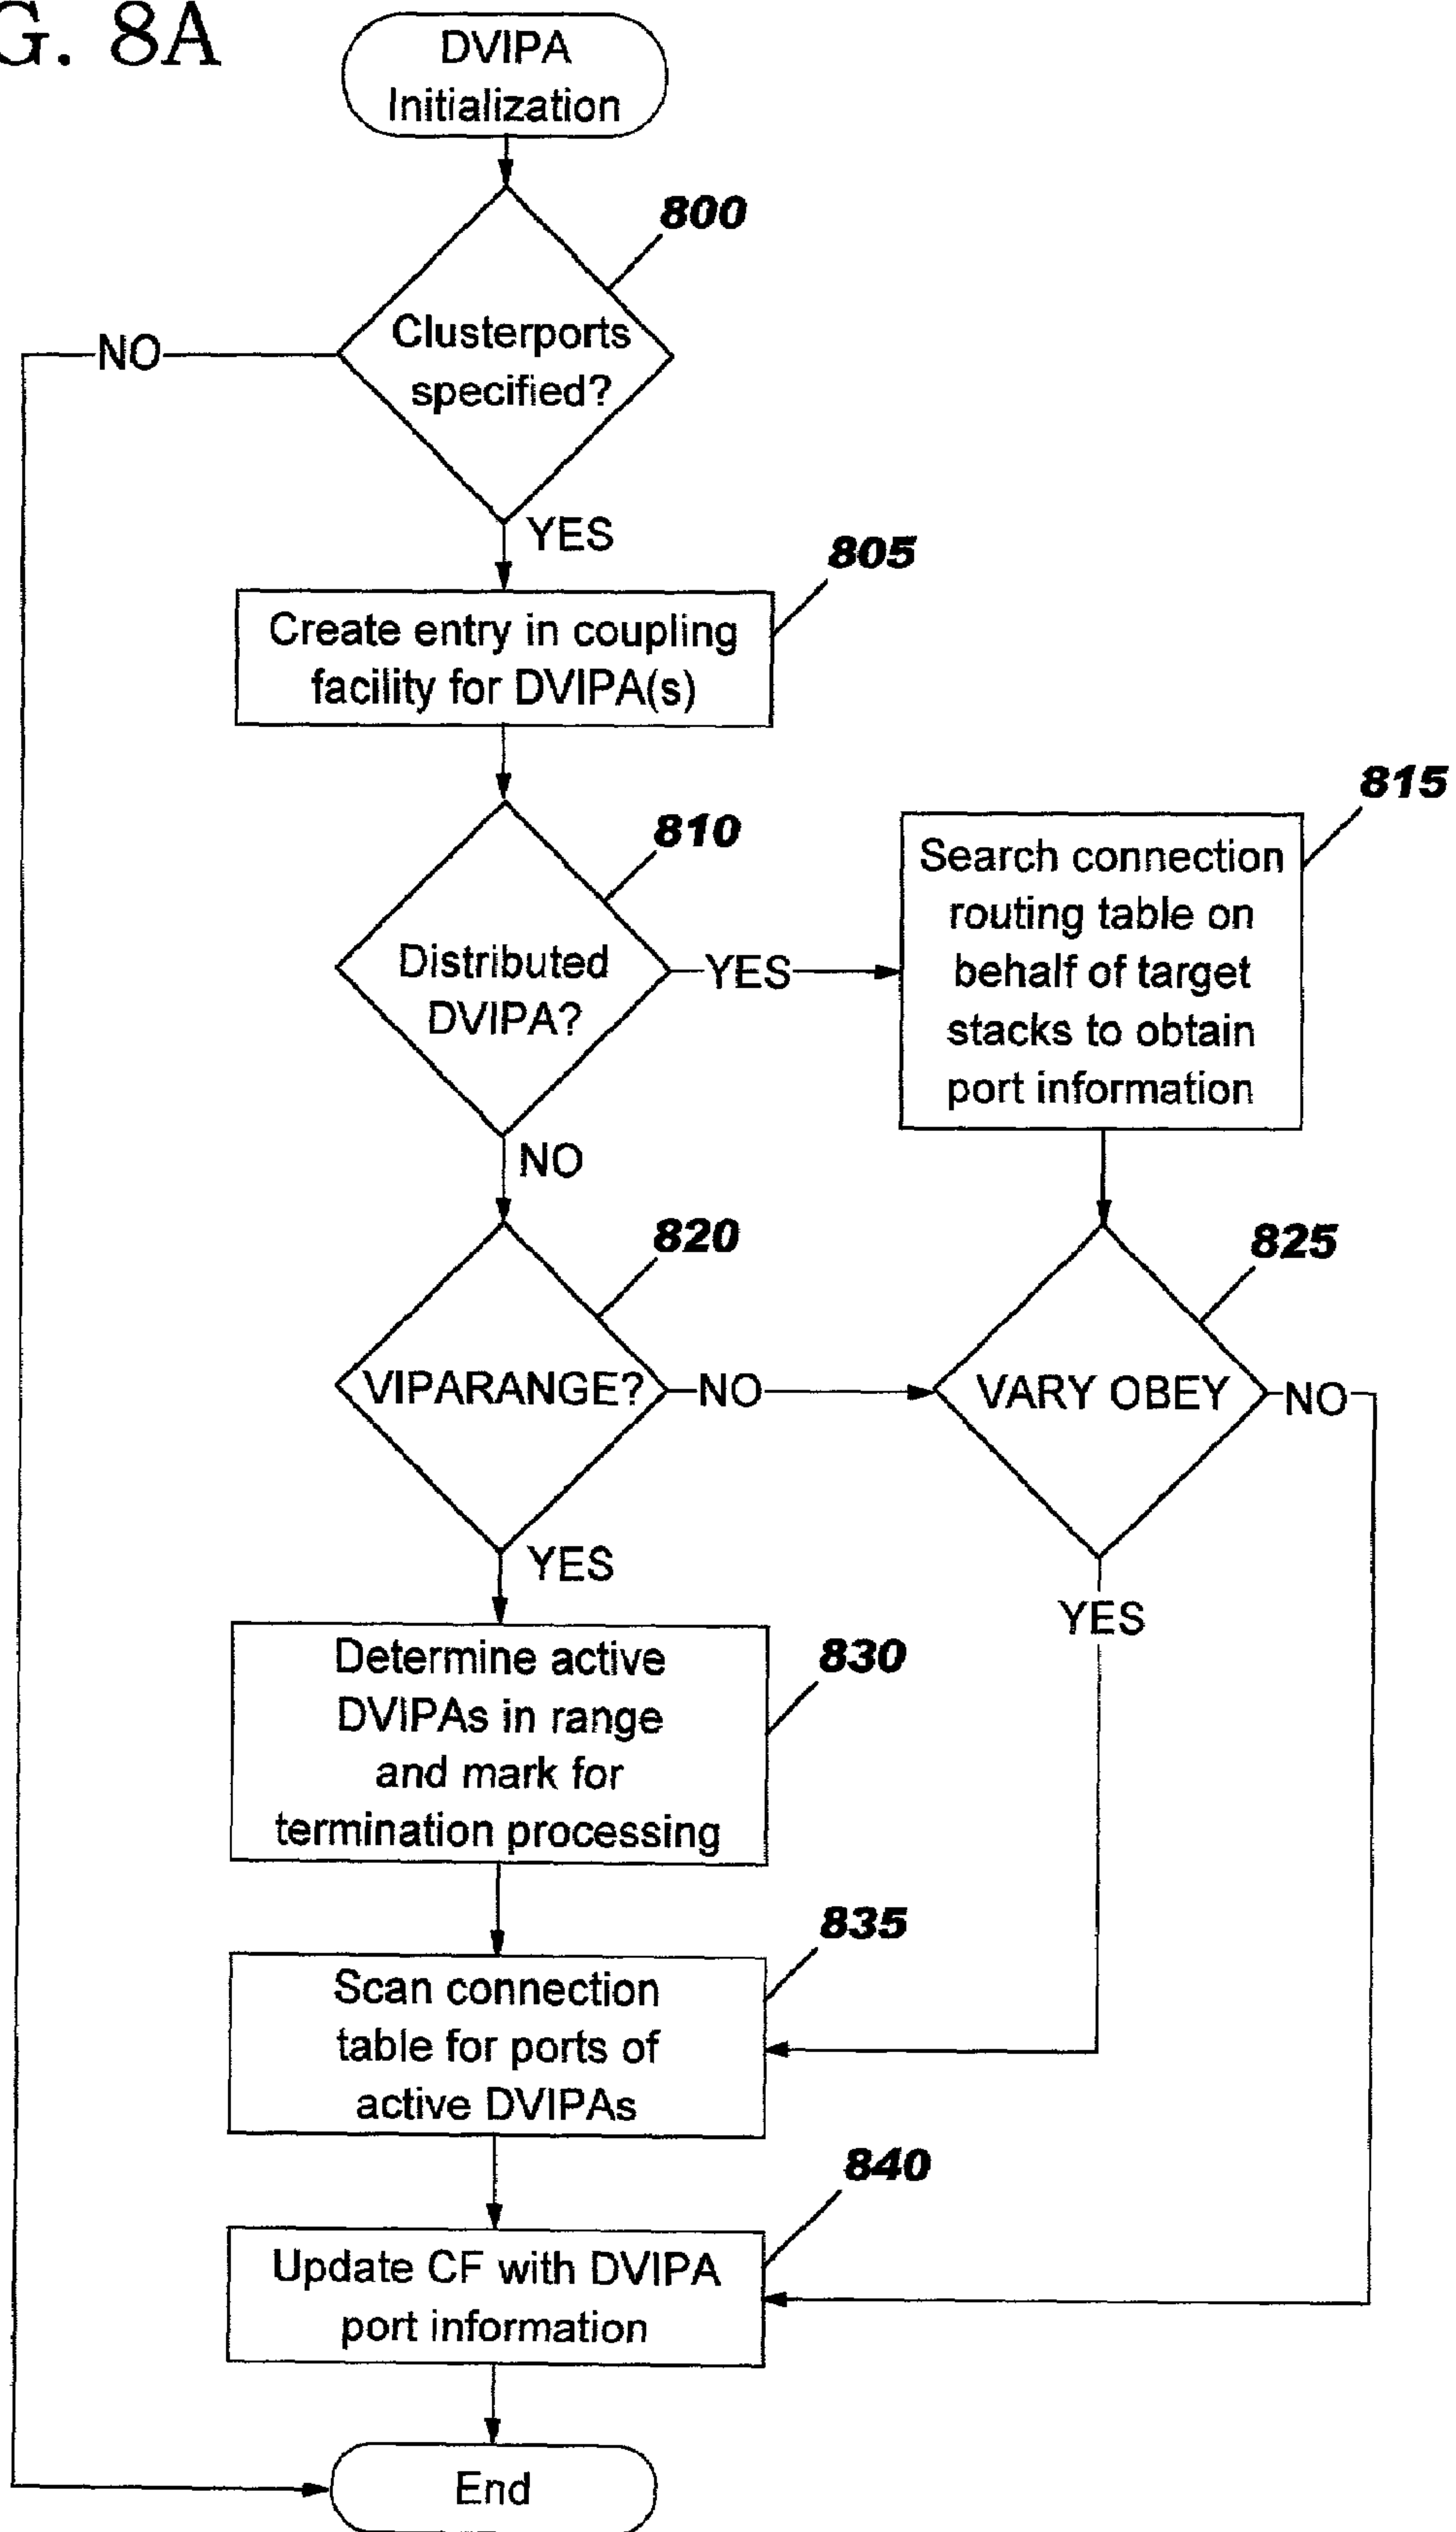 G. 8A
DVIPA
Initialization
800
Clusterports
specified?
NO
YES
805
Create entry in coupling
facility for DVIPA(s)
810
Distributed
DVIPA?
YES
NO
815
Search connection
routing table on
behalf of target
stacks to obtain
port information
820
VIPARANGE?
NO
YES
825
VARY OBEY
NO
YES
830
Determine active
DVIPAs in range
and mark for
termination processing
835
Scan connection
table for ports of
active DVIPAs
840
Update CF with DVIPA
port information
End